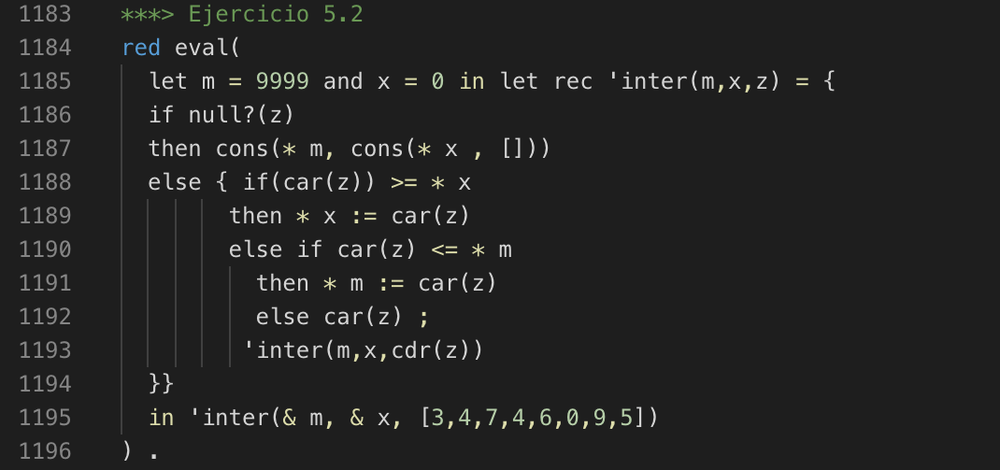 1183 ***> Ejercicio 5.2
1184 red eval(
1185 let m = 9999 and x = 0 in let rec 'inter(m,x,z) = {
1186 if null?(z)
1187 then cons(* m, cons(* x , []))
1188 else { if(car(z)) >= * x
1189 then * x := car(z)
1190 else if car(z) <= * m
1191 then * m := car(z)
1192 else car(z) ;
1193 'inter(m,x,cdr(z))
1194 }}
1195 in 'inter(& m, & x, [3,4,7,4,6,0,9,5])
1196 ) .